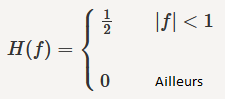 H(f) = { 1/2 |f| < 1
0 Ailleurs